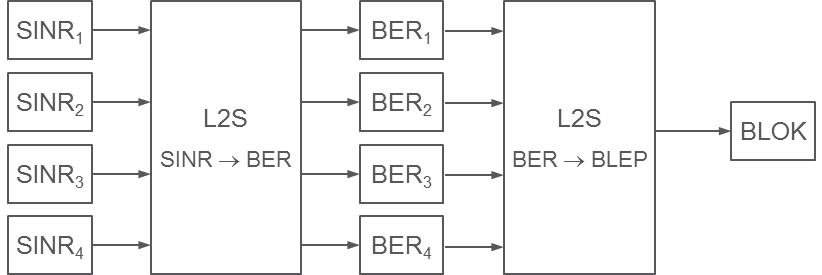 SINR₁
SINR₂
SINR₃
SINR₄
L2S
SINR → BER
BER₁
BER₂
BER₃
BER₄
L2S
BER → BLEP
BLOK